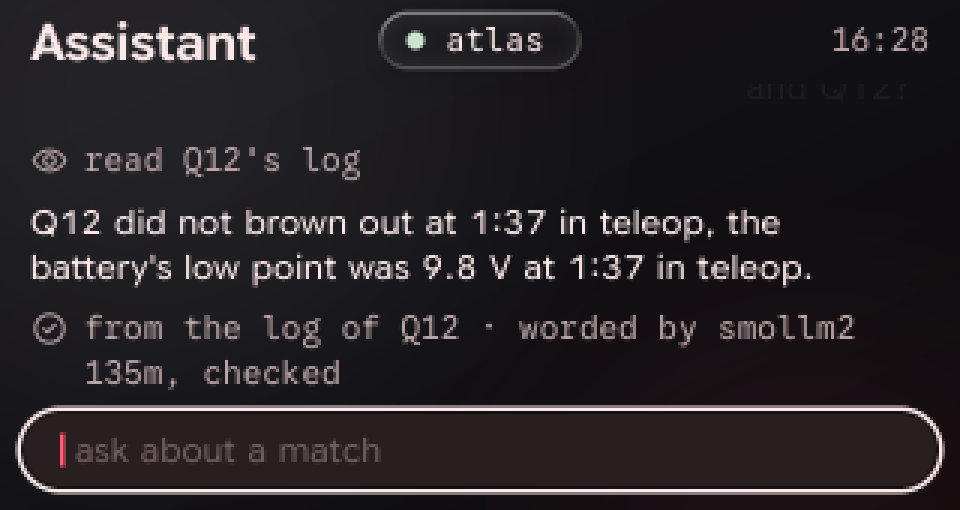 Assistant
atlas
16:28
and Q12?
read Q12's log
Q12 did not brown out at 1:37 in teleop, the
battery's low point was 9.8 V at 1:37 in teleop.
from the log of Q12 · worded by smollm2
135m, checked
ask about a match